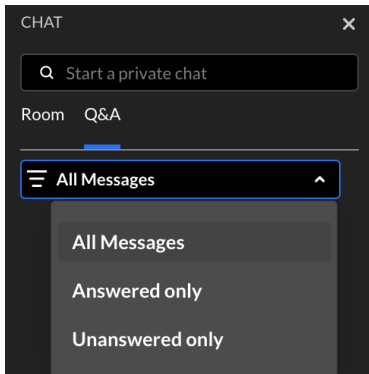 CHAT
Start a private chat
Room Q&A
All Messages
All Messages
Answered only
Unanswered only